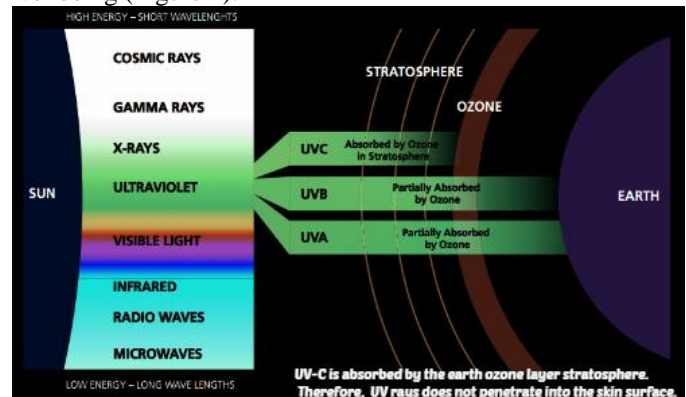 HIGH ENERGY – SHORT WAVELENGHTS
COSMIC RAYS
GAMMA RAYS
X-RAYS
ULTRAVIOLET
VISIBLE LIGHT
INFRARED
RADIO WAVES
MICROWAVES
LOW ENERGY – LONG WAVE LENGTHS
SUN
STRATOSPHERE
OZONE
UVC Absorbed by Ozone
in Stratosphere
UVB Partially Absorbed
by Ozone
UVA Partially Absorbed
by Ozone
EARTH
UV-C is absorbed by the earth ozone layer stratosphere.
Therefore, UV rays does not penetrate into the skin surface.